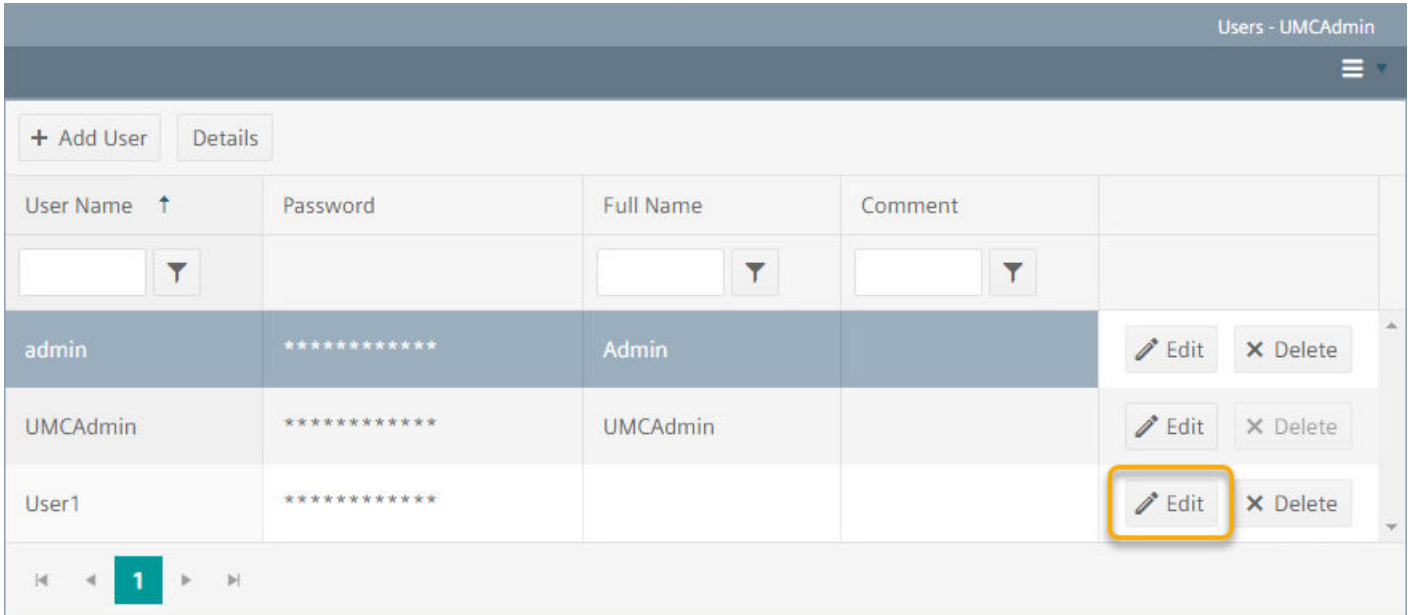 Users - UMCAdmin
+ Add User Details
User Name ↑ Password Full Name Comment
admin ************ Admin Edit × Delete
UMCAdmin ************ UMCAdmin Edit × Delete
User1 ************ Edit × Delete
1